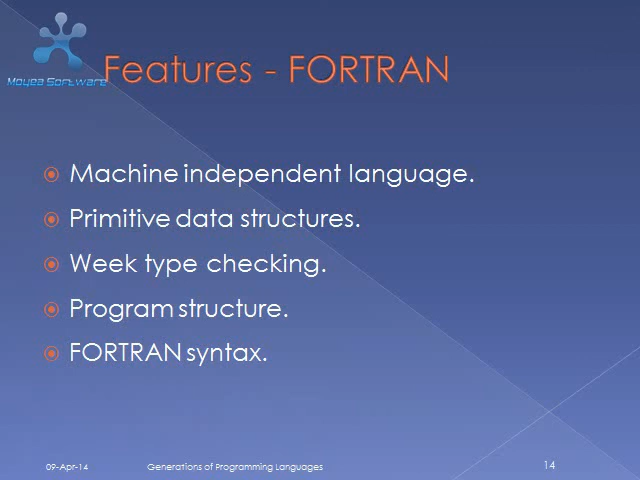 Moyea Software
Features - FORTRAN
Machine independent language.
Primitive data structures.
Week type checking.
Program structure.
FORTRAN syntax.
09-Apr-14
Generations of Programming Languages
14